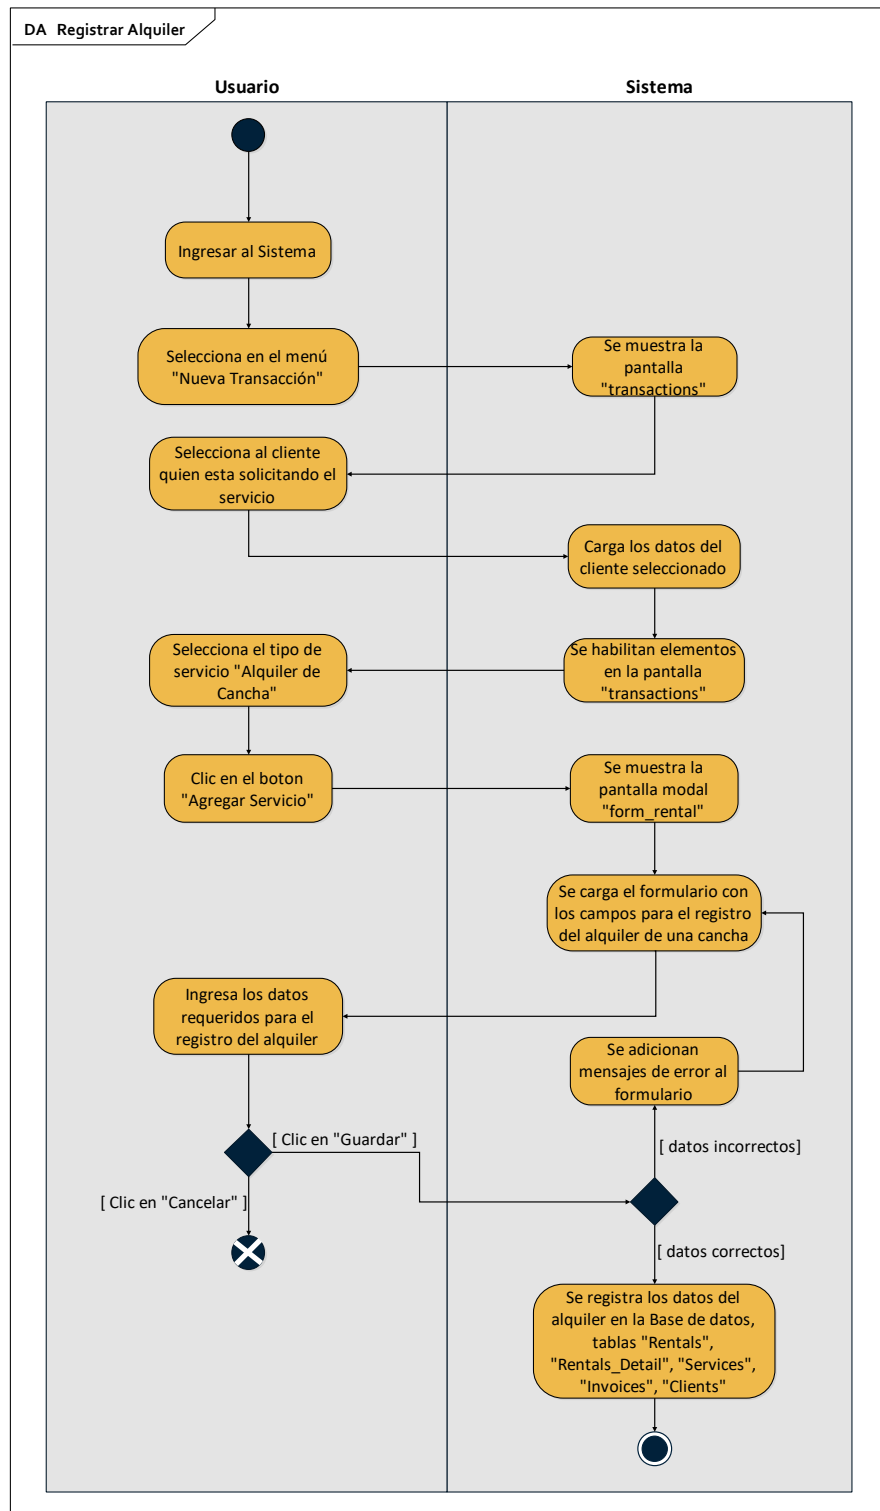 DA Registrar Alquiler
Usuario
Sistema
Ingresar al Sistema
Selecciona en el menú
"Nueva Transacción"
Se muestra la
pantalla
"transactions"
Selecciona al cliente
quien esta solicitando el
servicio
Carga los datos del
cliente seleccionado
Se habilitan elementos
en la pantalla
"transactions"
Selecciona el tipo de
servicio "Alquiler de
Cancha"
Clic en el boton
"Agregar Servicio"
Se muestra la
pantalla modal
"form_rental"
Se carga el formulario con
los campos para el registro
del alquiler de una cancha
Ingresa los datos
requeridos para el
registro del alquiler
Se adicionan
mensajes de error al
formulario
[ Clic en "Guardar" ]
[ datos incorrectos]
[ Clic en "Cancelar" ]
[ datos correctos]
Se registra los datos del
alquiler en la Base de datos,
tablas "Rentals",
"Rentals_Detail", "Services",
"Invoices", "Clients"